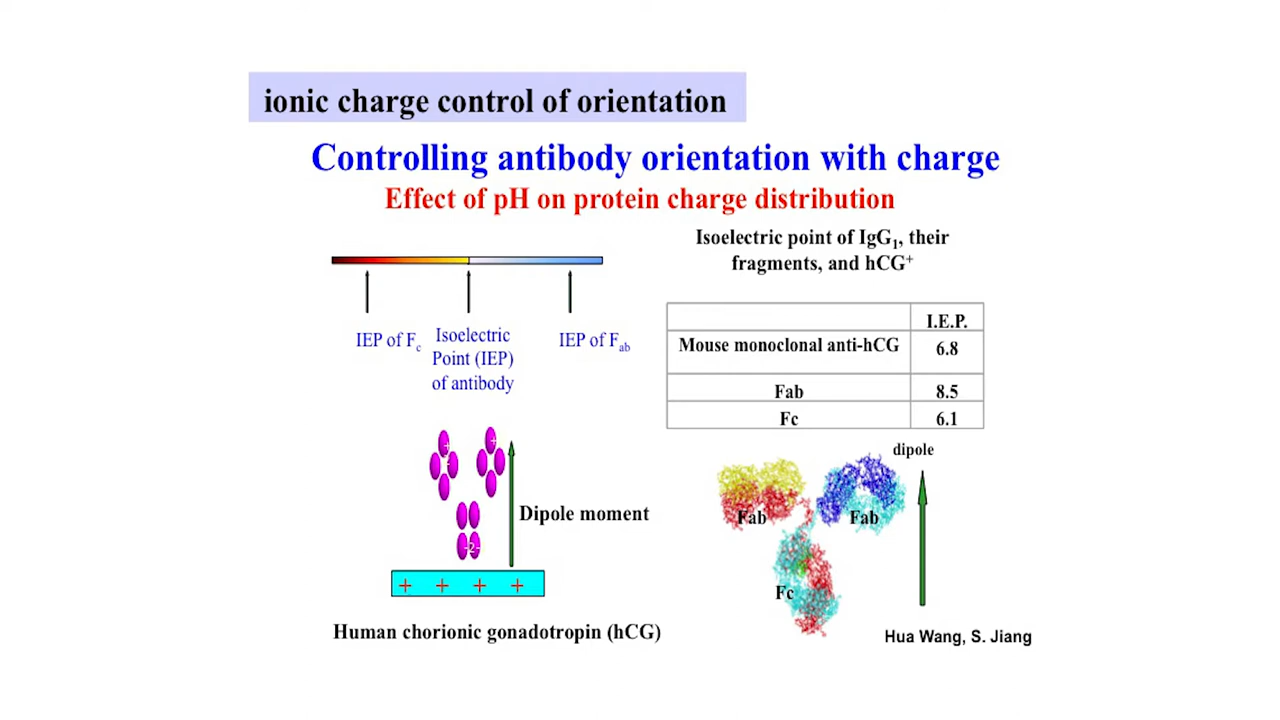 ionic charge control of orientation
Controlling antibody orientation with charge
Effect of pH on protein charge distribution
Isoelectric point of IgG1, their
fragments, and hCG+
IEP of Fc
Isoelectric
Point (IEP)
of antibody
IEP of Fab
I.E.P.
Mouse monoclonal anti-hCG 6.8
Fab 8.5
Fc 6.1
dipole
Fab
Fab
Fc
Dipole moment
+ + + +
Human chorionic gonadotropin (hCG)
Hua Wang, S. Jiang